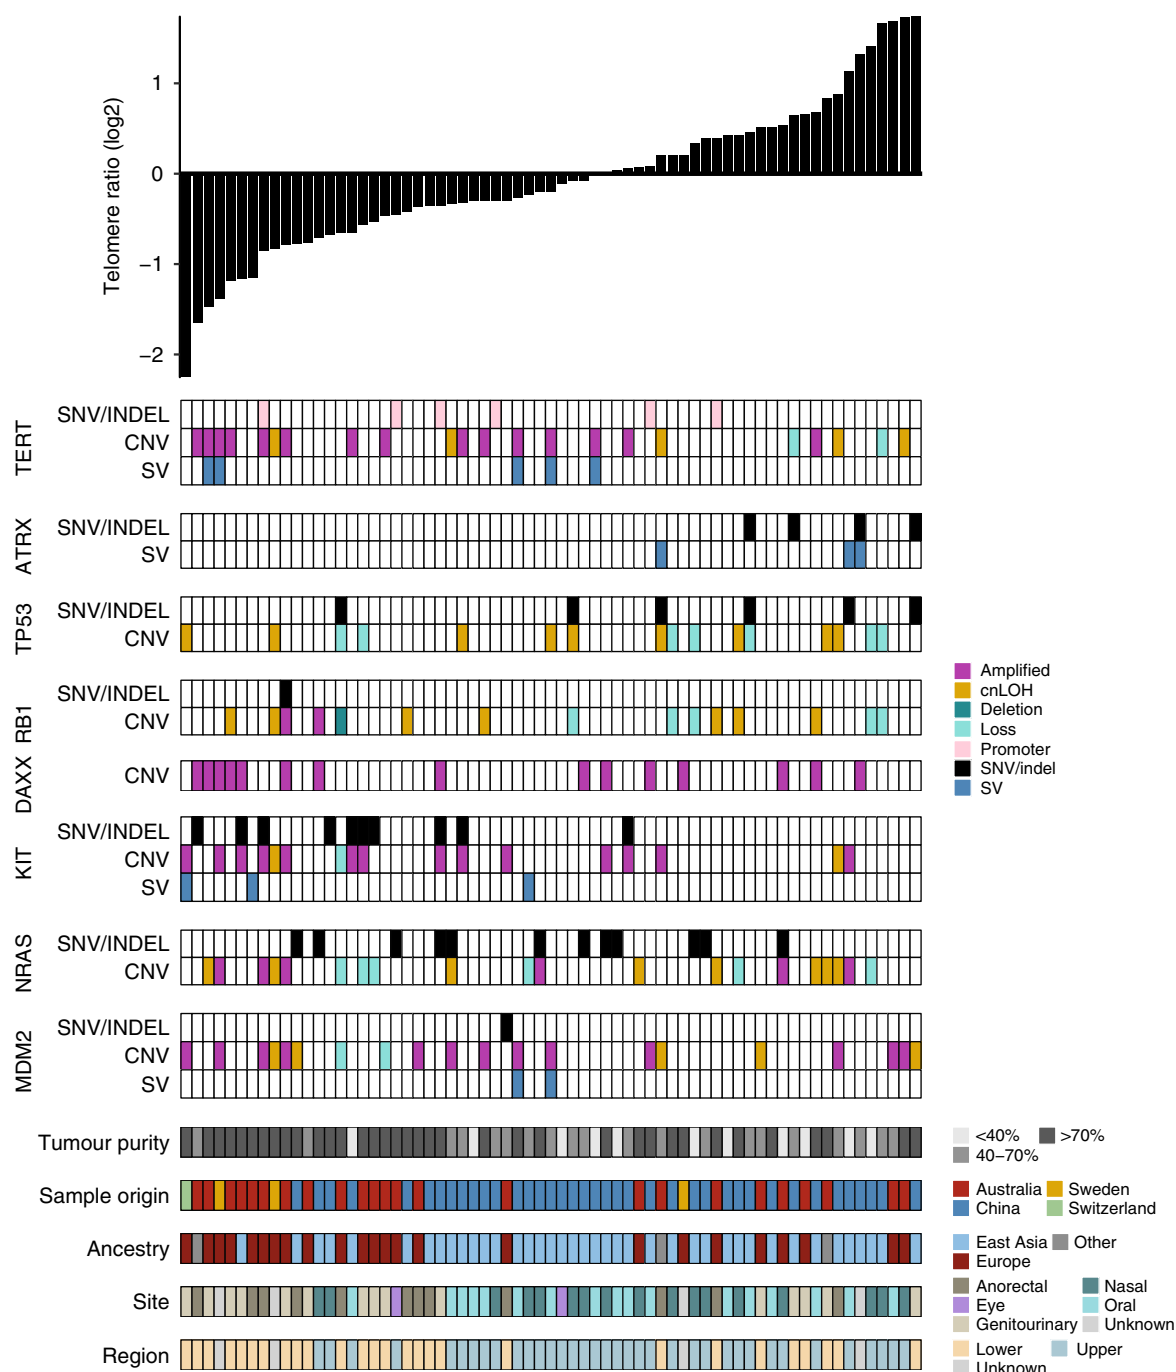 Telomere ratio (log2)
1
0
−1
−2
TERT
SNV/INDEL
CNV
SV
ATRX
SNV/INDEL
SV
TP53
SNV/INDEL
CNV
RB1
SNV/INDEL
CNV
DAXX
CNV
KIT
SNV/INDEL
CNV
SV
NRAS
SNV/INDEL
CNV
MDM2
SNV/INDEL
CNV
SV
Amplified
cnLOH
Deletion
Loss
Promoter
SNV/indel
SV
Tumour purity
<40% >70%
40−70%
Sample origin
Australia Sweden
China Switzerland
Ancestry
East Asia Other
Europe
Site
Anorectal Nasal
Eye Oral
Genitourinary Unknown
Region
Lower Upper
Unknown